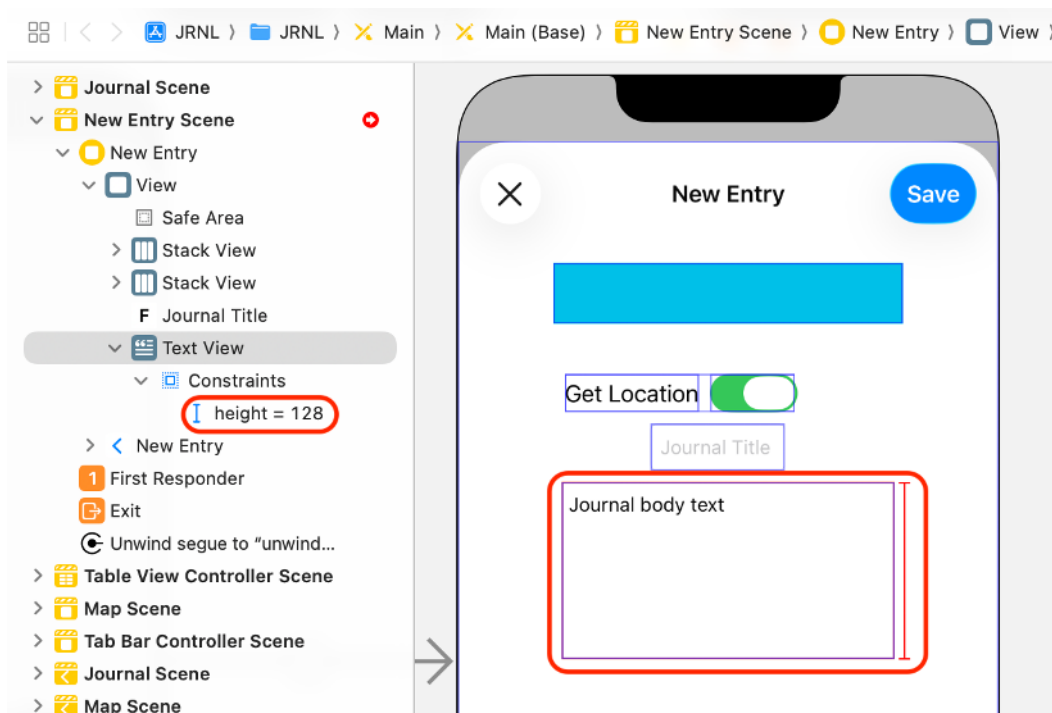 JRNL 〉 JRNL 〉 Main 〉 Main (Base) 〉 New Entry Scene 〉 New Entry 〉 View 〉
Journal Scene
New Entry Scene
New Entry
View
Safe Area
Stack View
Stack View
F Journal Title
Text View
Constraints
height = 128
New Entry
1 First Responder
Exit
Unwind segue to “unwind...
Table View Controller Scene
Map Scene
Tab Bar Controller Scene
Journal Scene
Map Scene
New Entry
Save
Get Location
Journal Title
Journal body text